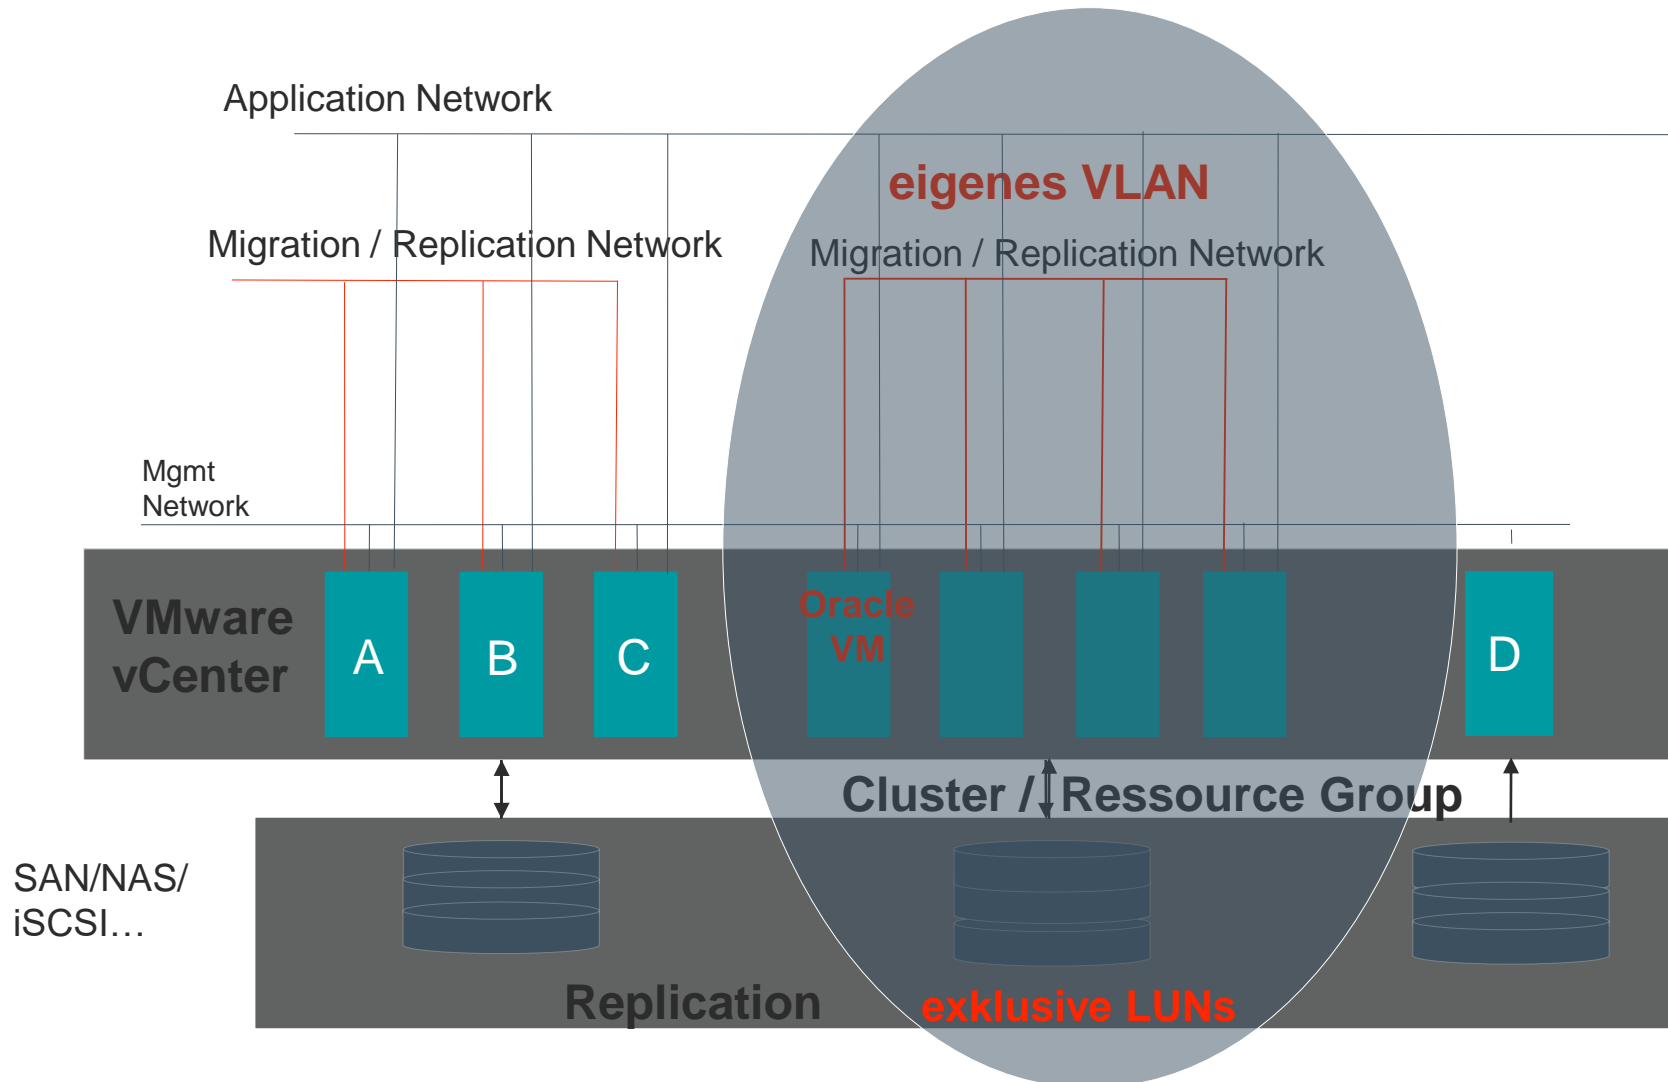 Application Network
eigenes VLAN
Migration / Replication Network
Migration / Replication Network
Mgmt
Network
VMware
vCenter
A
B
C
Oracle
VM
D
Cluster / Ressource Group
SAN/NAS/
iSCSI…
Replication
exklusive LUNs